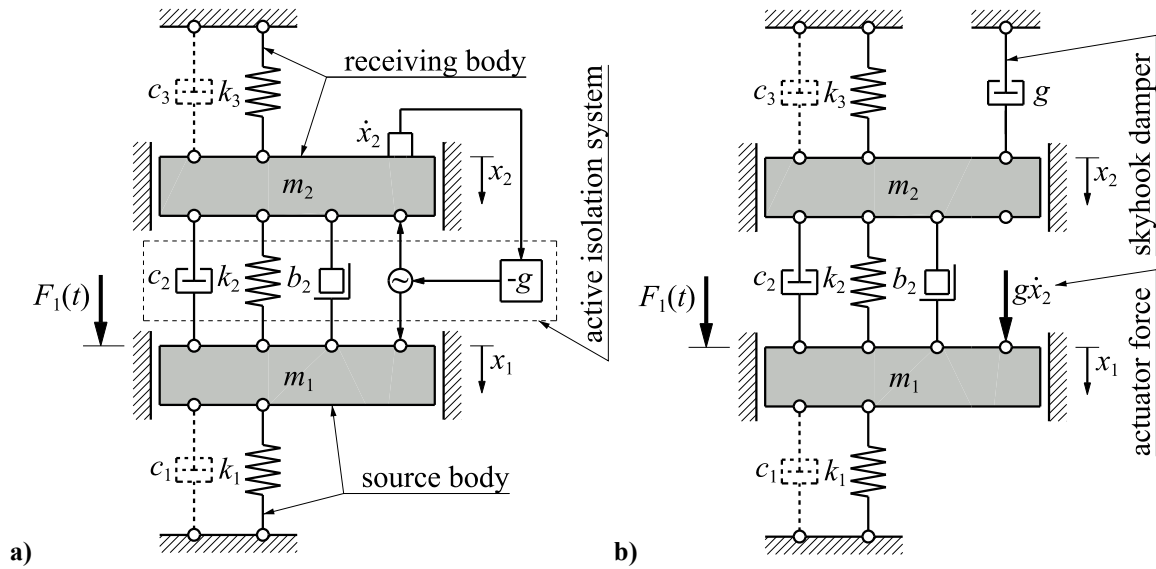 receiving body
c3
k3
ẋ2
x2
m2
c2
k2
b2
-g
~
F1(t)
active isolation system
x1
m1
c1
k1
source body
a)
c3
k3
g
skyhook damper
x2
m2
c2
k2
b2
gẋ2
F1(t)
actuator force
x1
m1
c1
k1
b)